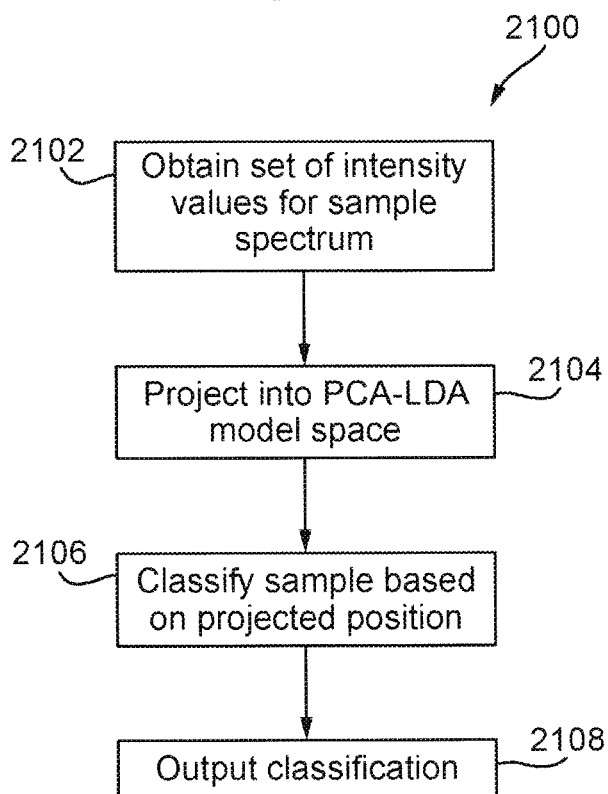 2100
2102
Obtain set of intensity
values for sample
spectrum
2104
Project into PCA-LDA
model space
2106
Classify sample based
on projected position
2108
Output classification